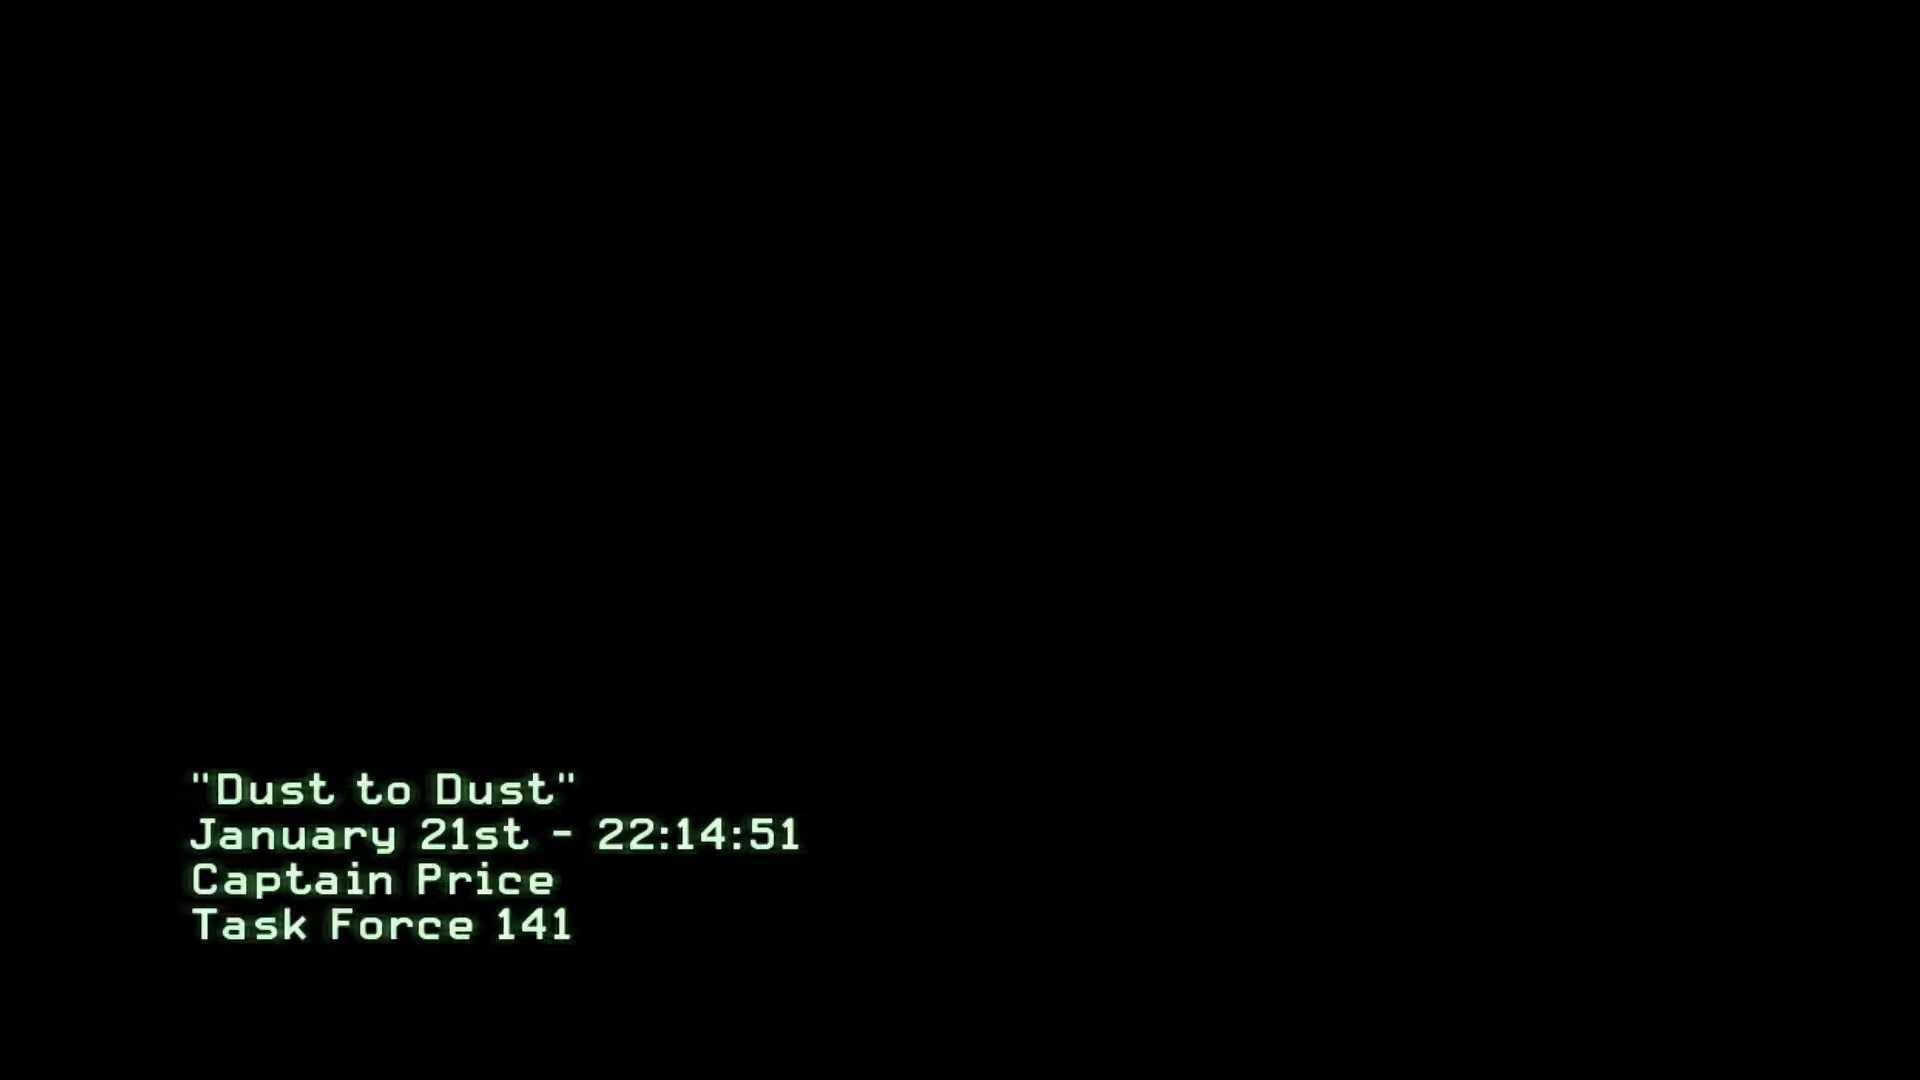 "Dust to Dust"
January 21st - 22:14:51
Captain Price
Task Force 141